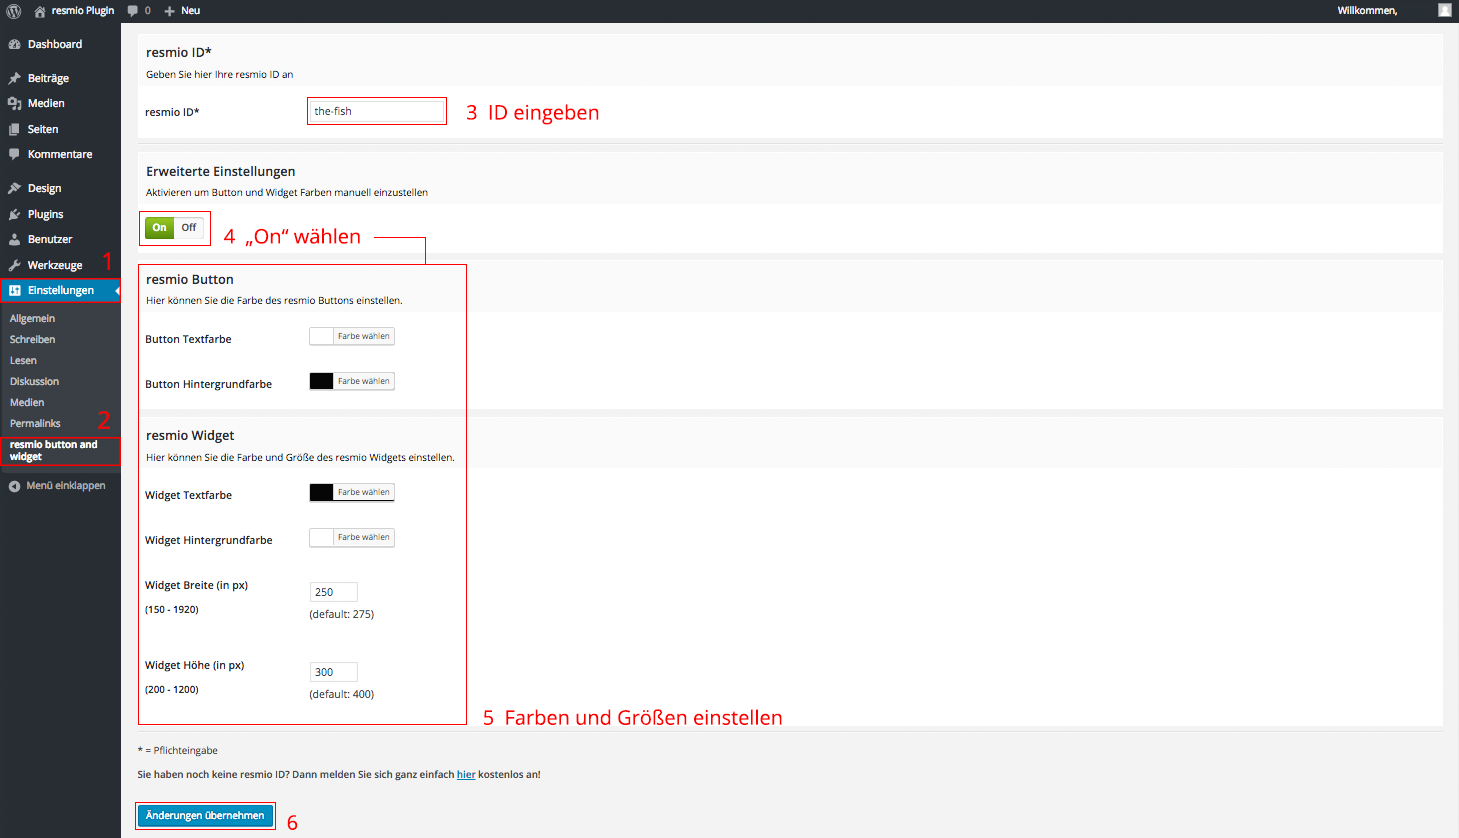 resmio Plugin 0 Neu Willkommen,
Dashboard
Beiträge
Medien
Seiten
Kommentare
Design
Plugins
Benutzer
Werkzeuge 1
Einstellungen
Allgemein
Schreiben
Lesen
Diskussion
Medien
Permalinks 2
resmio button and
widget
Menü einklappen
resmio ID*
Geben Sie hier Ihre resmio ID an
resmio ID* the-fish 3 ID eingeben
Erweiterte Einstellungen
Aktivieren um Button und Widget Farben manuell einzustellen
On Off 4 „On“ wählen
resmio Button
Hier können Sie die Farbe des resmio Buttons einstellen.
Button Textfarbe Farbe wählen
Button Hintergrundfarbe Farbe wählen
resmio Widget
Hier können Sie die Farbe und Größe des resmio Widgets einstellen.
Widget Textfarbe Farbe wählen
Widget Hintergrundfarbe Farbe wählen
Widget Breite (in px) 250
(150 - 1920) (default: 275)
Widget Höhe (in px) 300
(200 - 1200) (default: 400)
5 Farben und Größen einstellen
* = Pflichteingabe
Sie haben noch keine resmio ID? Dann melden Sie sich ganz einfach hier kostenlos an!
Änderungen übernehmen 6